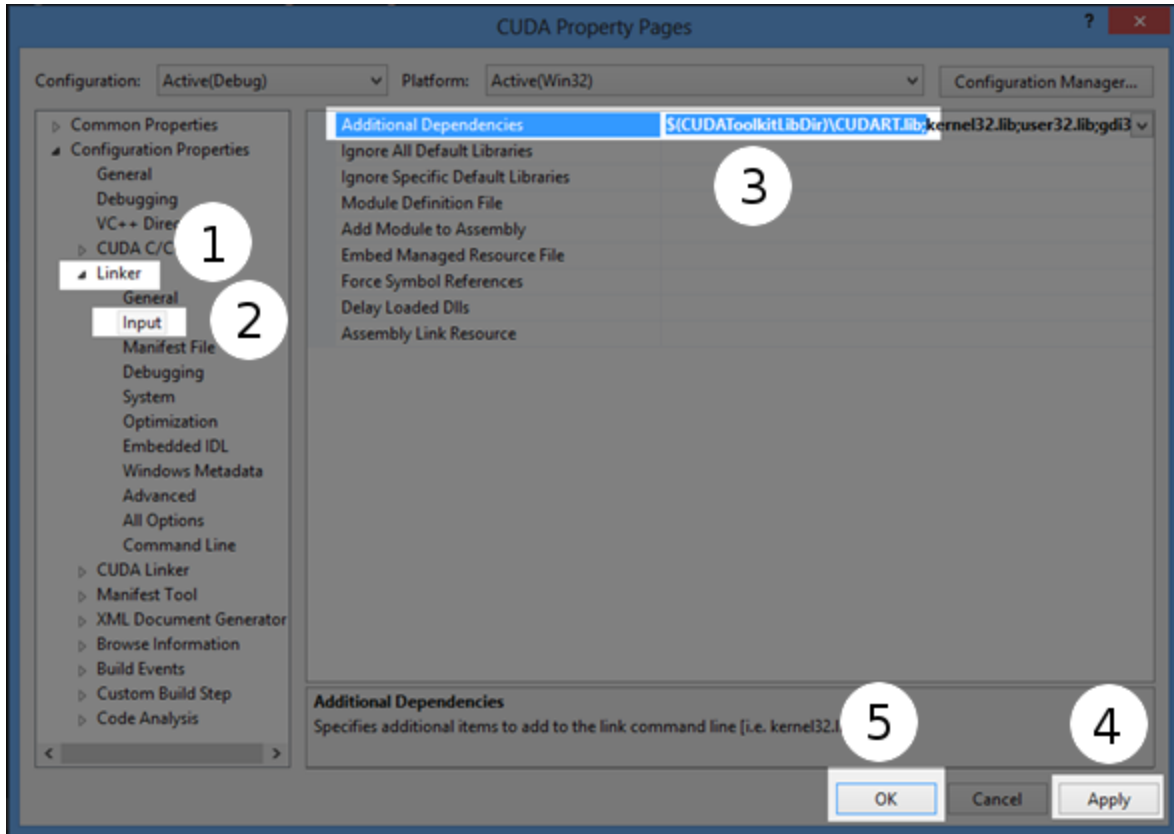 CUDA Property Pages
?
Configuration: Active(Debug) Platform: Active(Win32) Configuration Manager...
Common Properties
Configuration Properties
General
Debugging
VC++ Direc
CUDA C/C
1
Linker
General
Input
2
Manifest File
Debugging
System
Optimization
Embedded IDL
Windows Metadata
Advanced
All Options
Command Line
CUDA Linker
Manifest Tool
XML Document Generator
Browse Information
Build Events
Custom Build Step
Code Analysis
Additional Dependencies $(CUDAToolkitLibDir)\CUDART.lib;kernel32.lib;user32.lib;gdi3
Ignore All Default Libraries
Ignore Specific Default Libraries
3
Module Definition File
Add Module to Assembly
Embed Managed Resource File
Force Symbol References
Delay Loaded Dlls
Assembly Link Resource
Additional Dependencies
Specifies additional items to add to the link command line [i.e. kernel32.l
5
4
OK Cancel Apply